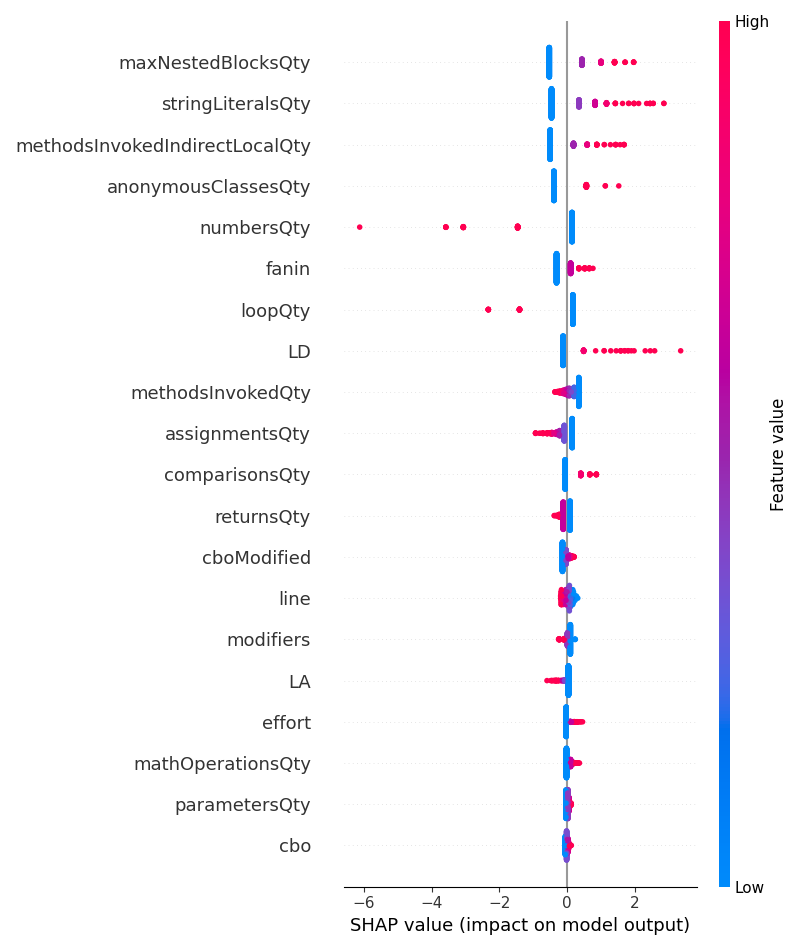 High
maxNestedBlocksQty
stringLiteralsQty
methodsInvokedIndirectLocalQty
anonymousClassesQty
numbersQty
fanin
loopQty
LD
methodsInvokedQty
assignmentsQty
comparisonsQty
returnsQty
cboModified
line
modifiers
LA
effort
mathOperationsQty
parametersQty
cbo
Feature value
Low
−6 −4 −2 0 2
SHAP value (impact on model output)